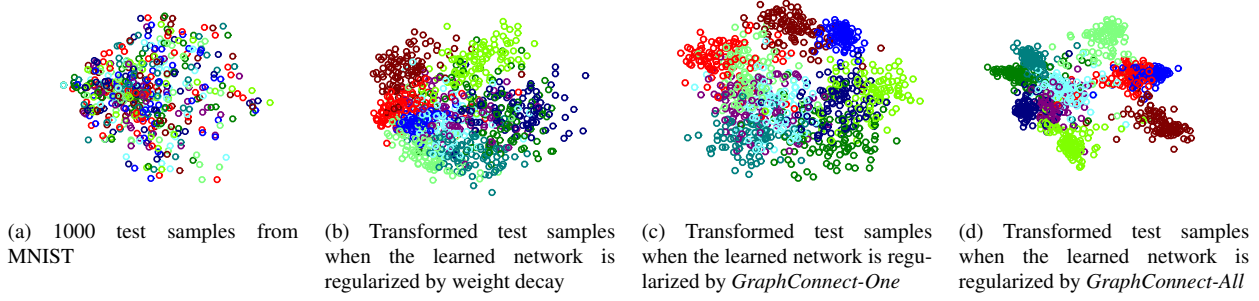 (a) 1000 test samples from
MNIST
(b) Transformed test samples
when the learned network is
regularized by weight decay
(c) Transformed test samples
when the learned network is regu-
larized by GraphConnect-One
(d) Transformed test samples
when the learned network is
regularized by GraphConnect-All